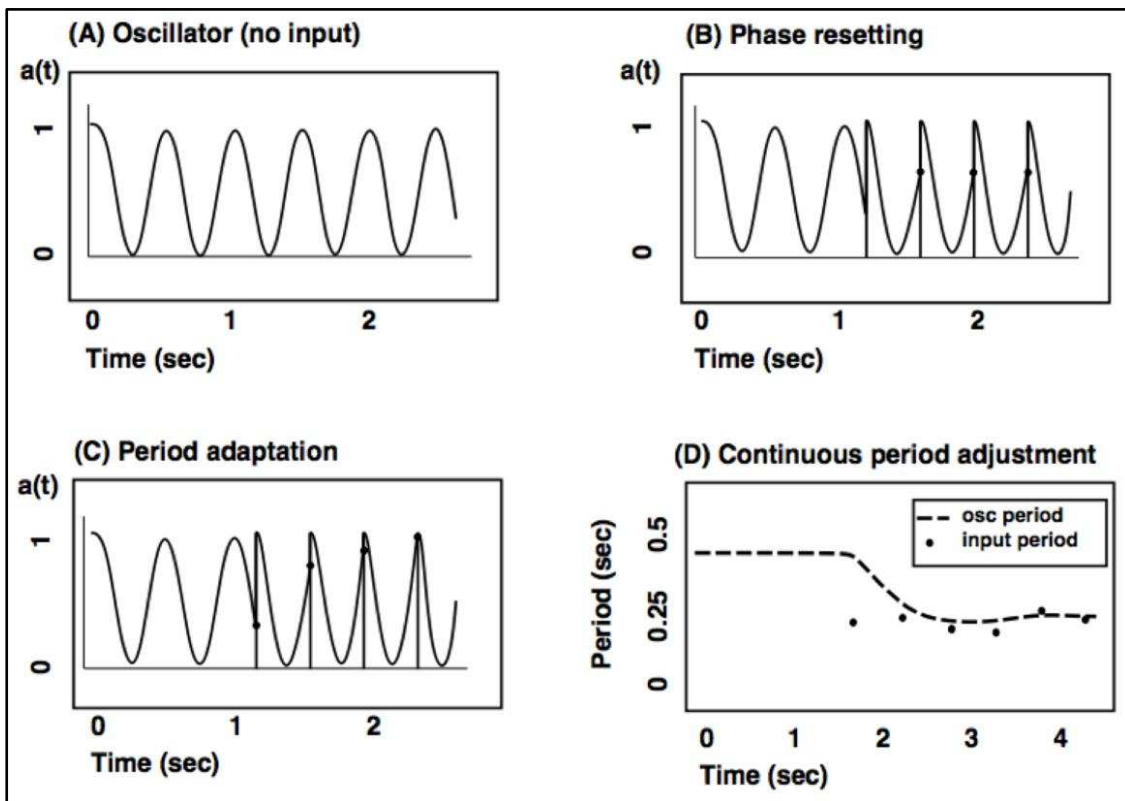 (A) Oscillator (no input)
a(t)
1
0
0 1 2
Time (sec)
(B) Phase resetting
a(t)
1
0
0 1 2
Time (sec)
(C) Period adaptation
a(t)
1
0
0 1 2
Time (sec)
(D) Continuous period adjustment
Period (sec)
0.5
0.25
0
osc period
input period
0 1 2 3 4
Time (sec)